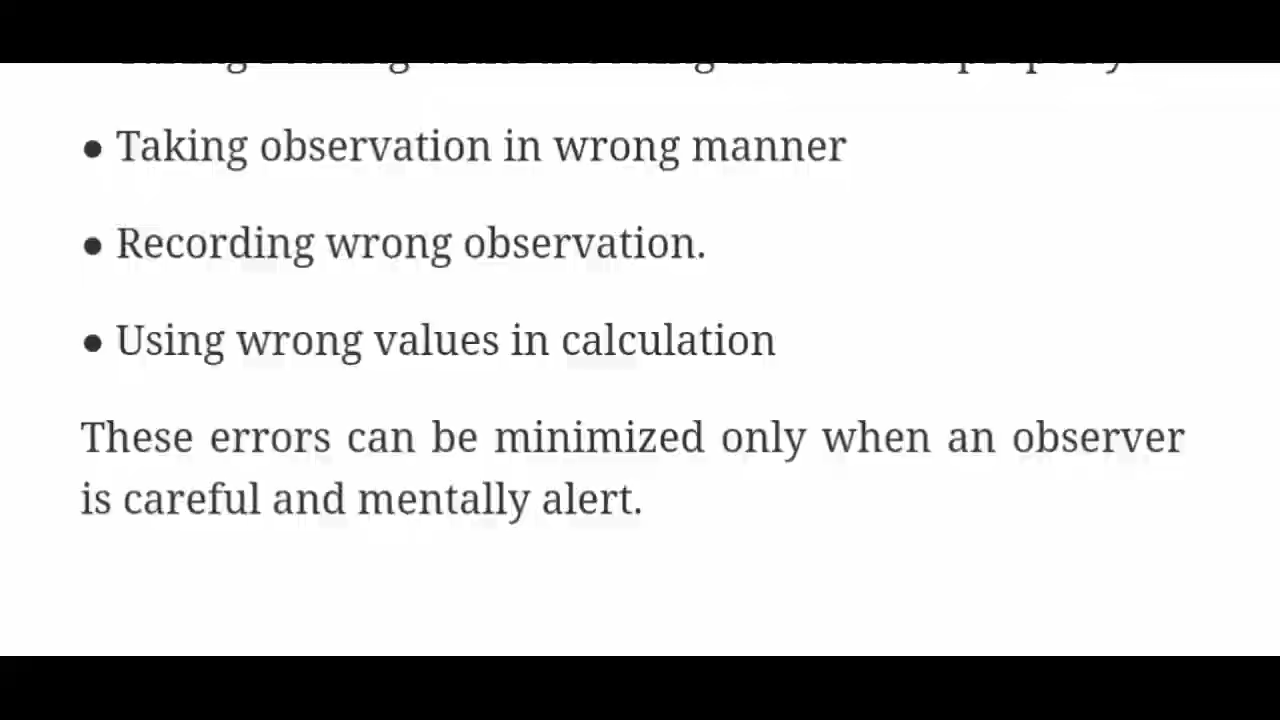 ● Taking observation in wrong manner
● Recording wrong observation.
● Using wrong values in calculation
These errors can be minimized only when an observer
is careful and mentally alert.